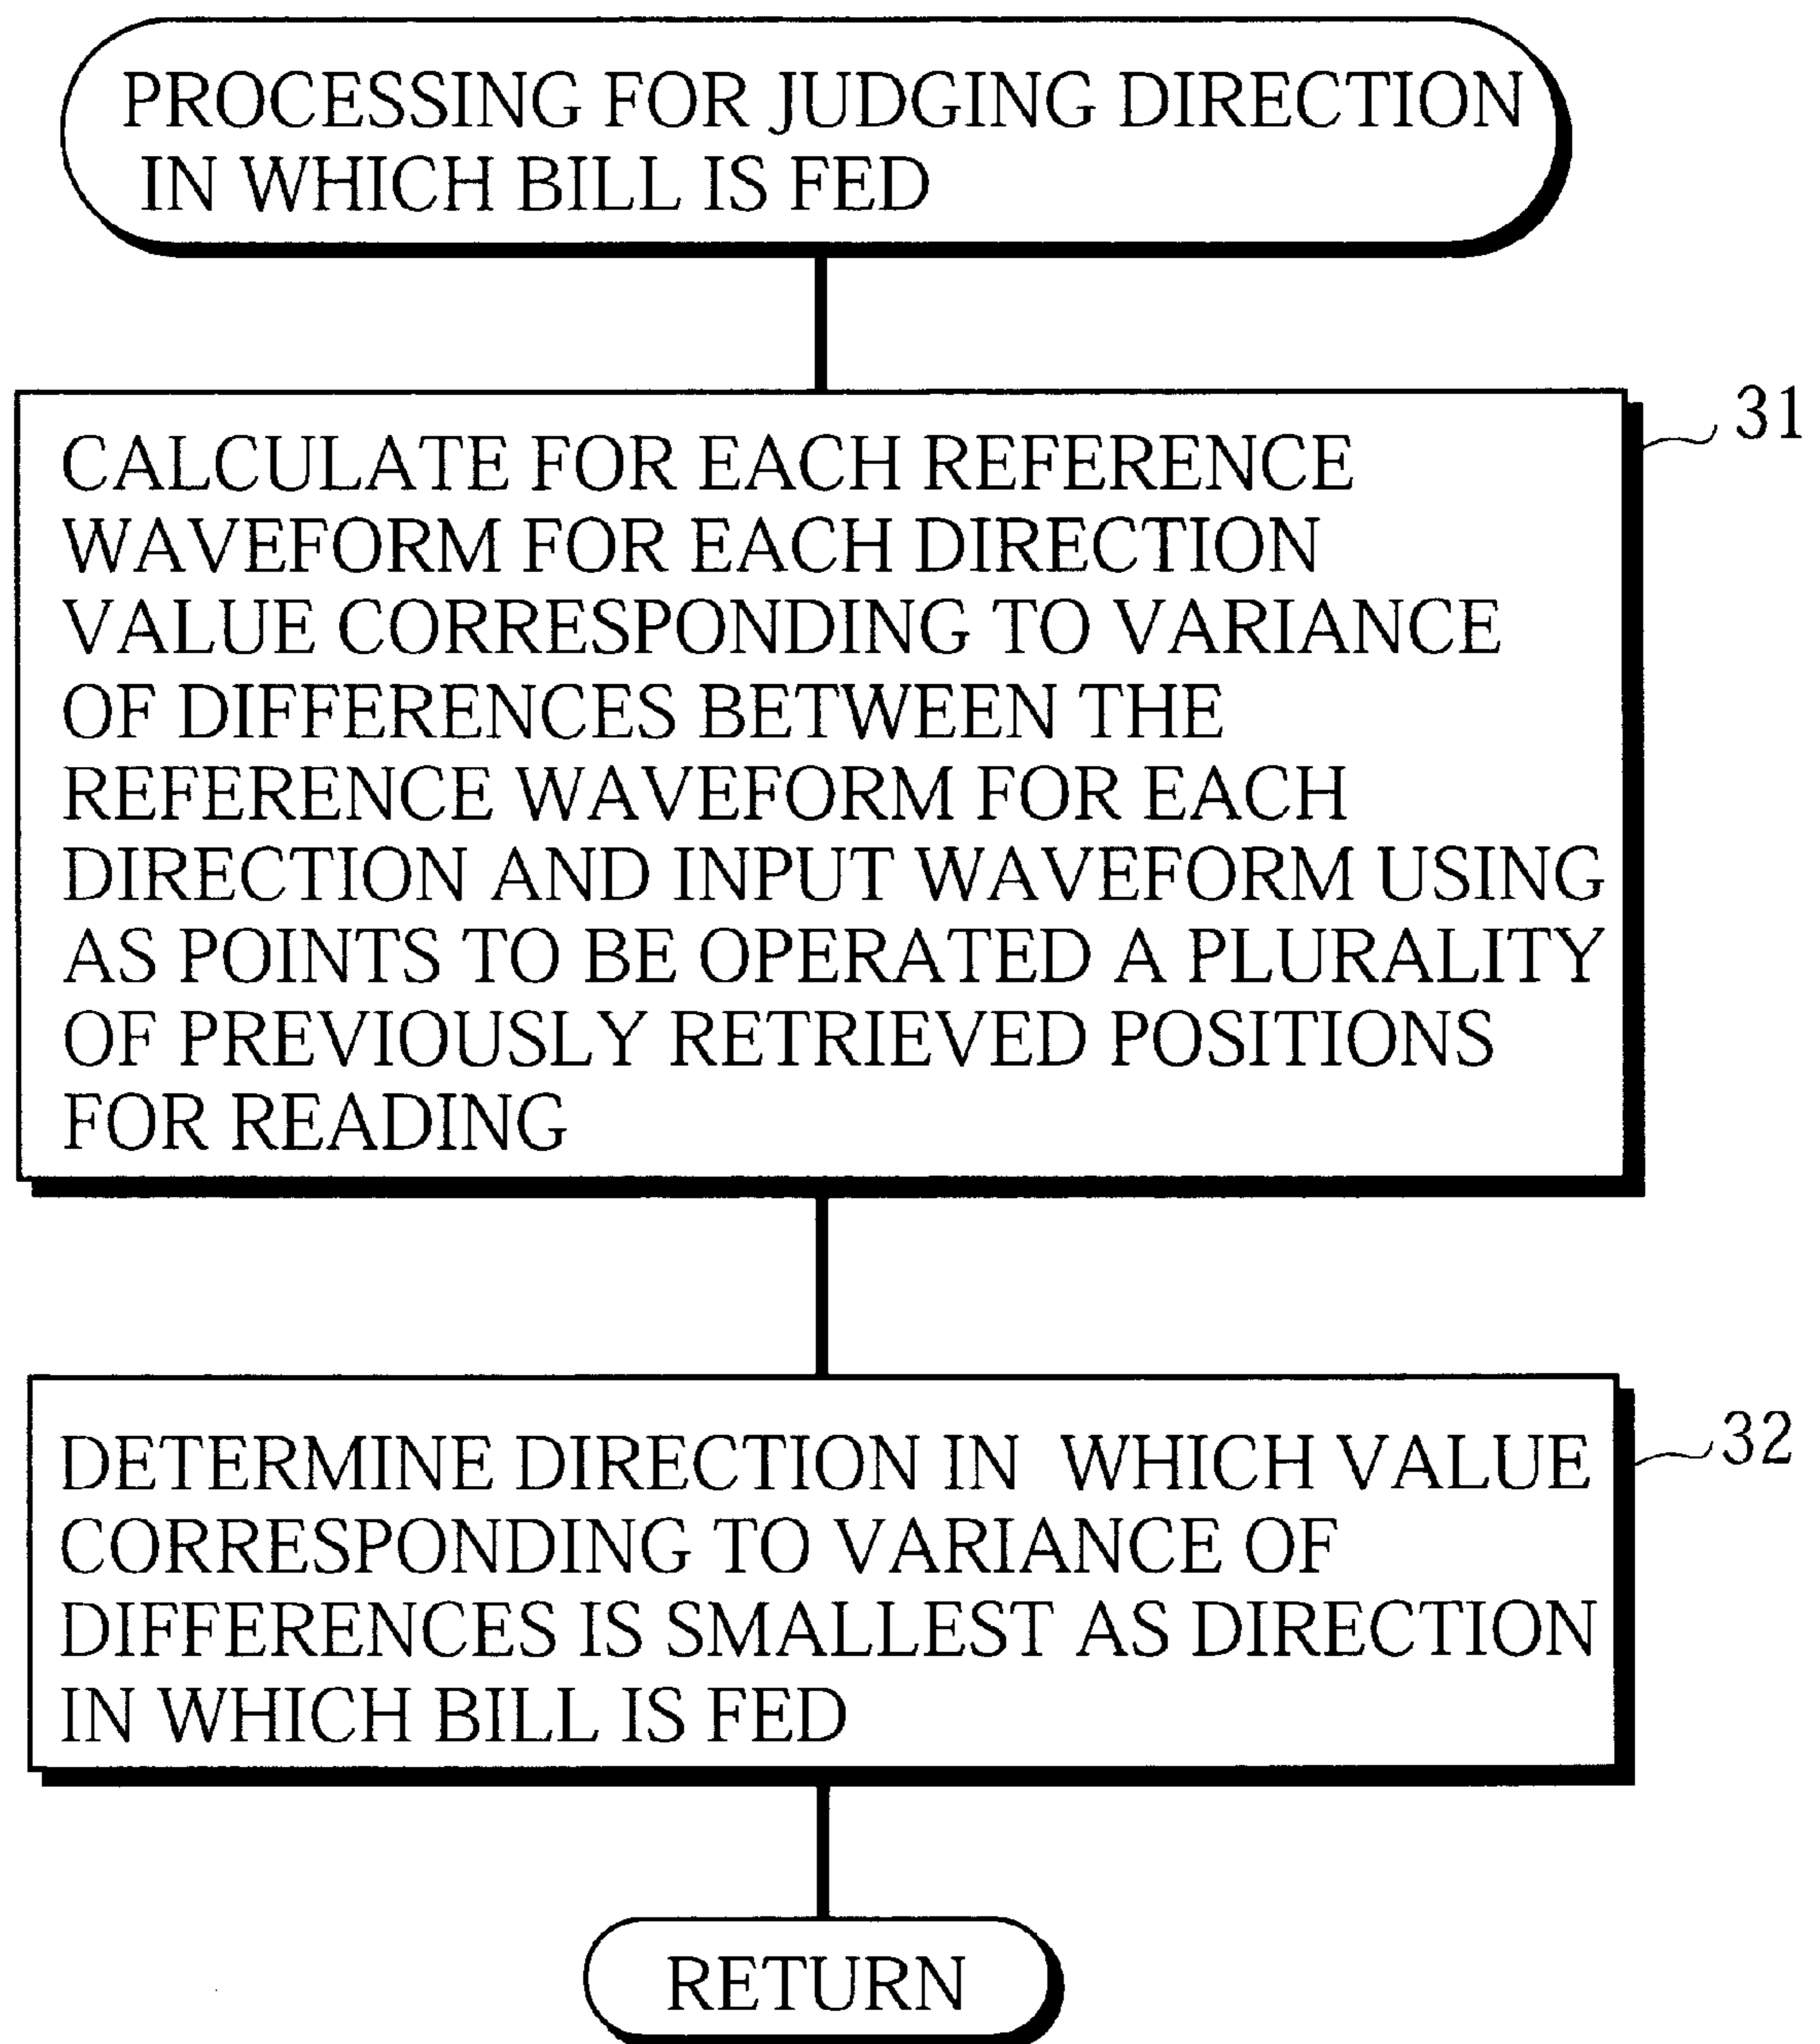 PROCESSING FOR JUDGING DIRECTION
IN WHICH BILL IS FED
31
CALCULATE FOR EACH REFERENCE
WAVEFORM FOR EACH DIRECTION
VALUE CORRESPONDING TO VARIANCE
OF DIFFERENCES BETWEEN THE
REFERENCE WAVEFORM FOR EACH
DIRECTION AND INPUT WAVEFORM USING
AS POINTS TO BE OPERATED A PLURALITY
OF PREVIOUSLY RETRIEVED POSITIONS
FOR READING
32
DETERMINE DIRECTION IN WHICH VALUE
CORRESPONDING TO VARIANCE OF
DIFFERENCES IS SMALLEST AS DIRECTION
IN WHICH BILL IS FED
RETURN